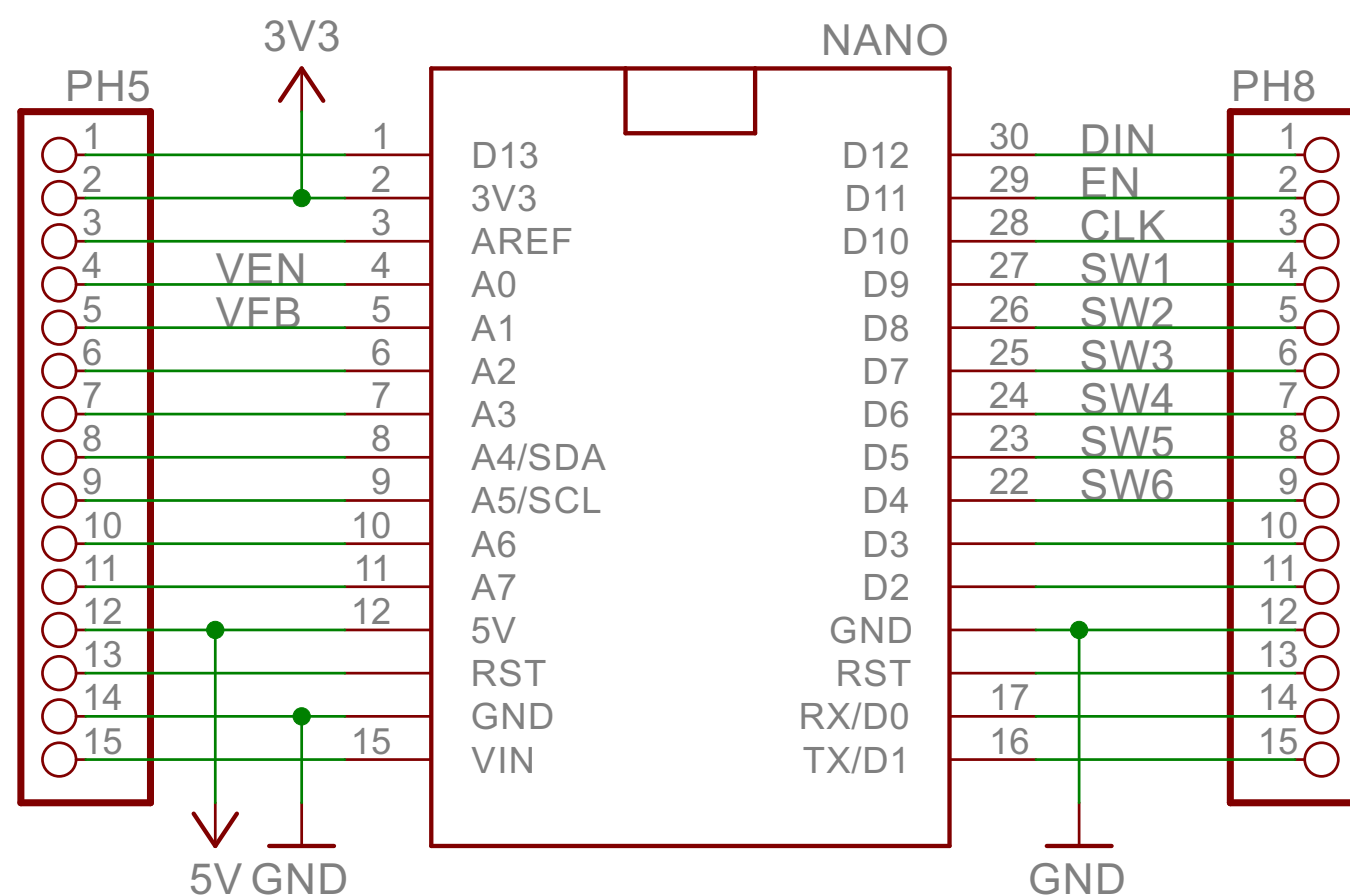 3V3 NANO
PH5 PH8
1 1 D13 D12 30 DIN 1
2 2 3V3 D11 29 EN 2
3 3 AREF D10 28 CLK 3
4 VEN 4 A0 D9 27 SW1 4
5 VFB 5 A1 D8 26 SW2 5
6 6 A2 D7 25 SW3 6
7 7 A3 D6 24 SW4 7
8 8 A4/SDA D5 23 SW5 8
9 9 A5/SCL D4 22 SW6 9
10 10 A6 D3 10
11 11 A7 D2 11
12 12 5V GND 12
13 RST RST 13
14 GND RX/D0 17 14
15 15 VIN TX/D1 16 15
5V GND GND